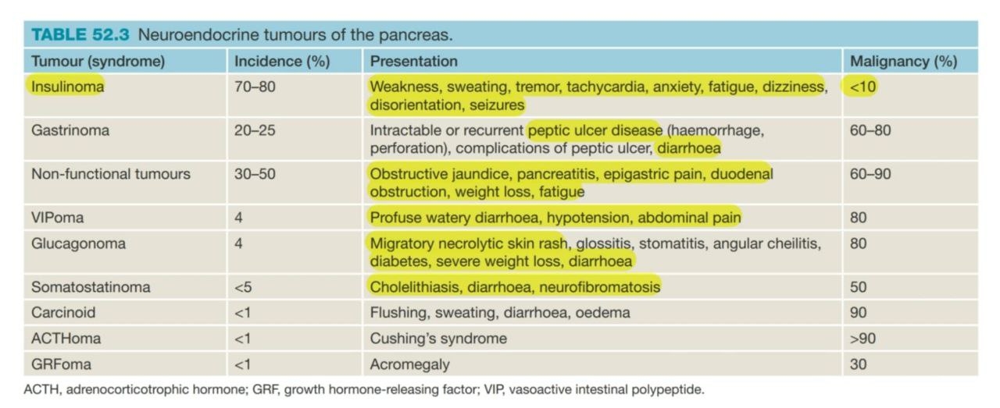 TABLE 52.3 Neuroendocrine tumours of the pancreas.
Tumour (syndrome) Incidence (%) Presentation Malignancy (%)
Insulinoma 70–80 Weakness, sweating, tremor, tachycardia, anxiety, fatigue, dizziness, <10
disorientation, seizures
Gastrinoma 20–25 Intractable or recurrent peptic ulcer disease (haemorrhage, 60–80
perforation), complications of peptic ulcer, diarrhoea
Non-functional tumours 30–50 Obstructive jaundice, pancreatitis, epigastric pain, duodenal 60–90
obstruction, weight loss, fatigue
VIPoma 4 Profuse watery diarrhoea, hypotension, abdominal pain 80
Glucagonoma 4 Migratory necrolytic skin rash, glossitis, stomatitis, angular cheilitis, 80
diabetes, severe weight loss, diarrhoea
Somatostatinoma <5 Cholelithiasis, diarrhoea, neurofibromatosis 50
Carcinoid <1 Flushing, sweating, diarrhoea, oedema 90
ACTHoma <1 Cushing's syndrome >90
GRFoma <1 Acromegaly 30
ACTH, adrenocorticotrophic hormone; GRF, growth hormone-releasing factor; VIP, vasoactive intestinal polypeptide.